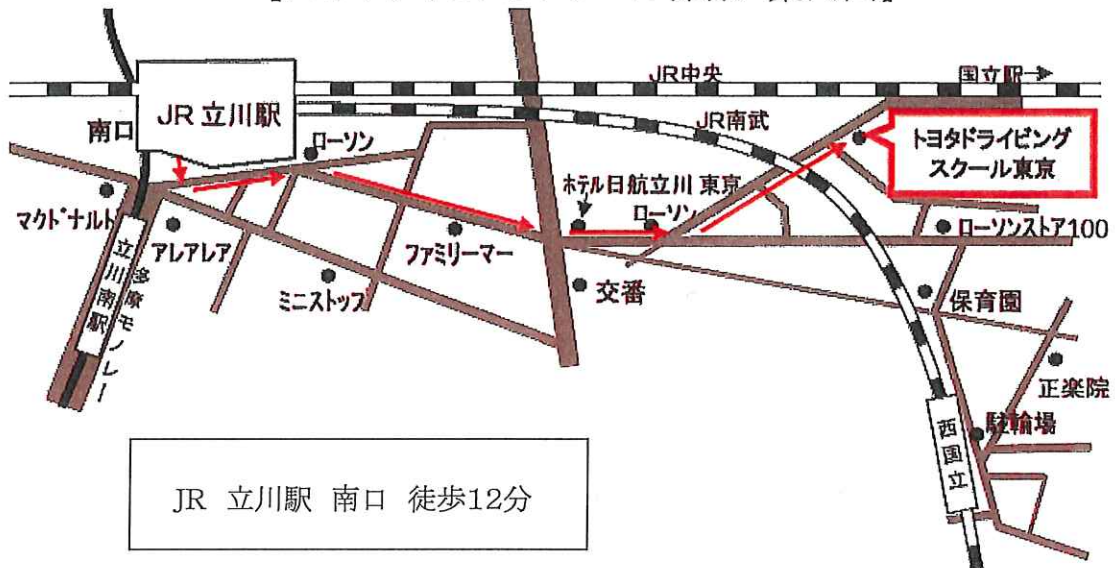 JR中央
国立駅→
JR立川駅
南口
ローソン
JR南武
トヨタドライビング
スクール東京
マクドナルト
アレアレア
立川南駅
多摩モノレー
ミニストップ
ファミリーマー
ホテル日航立川 東京
ローソン
交番
ローソンストア100
保育園
正楽院
駐輪場
西国立
JR 立川駅 南口 徒歩12分